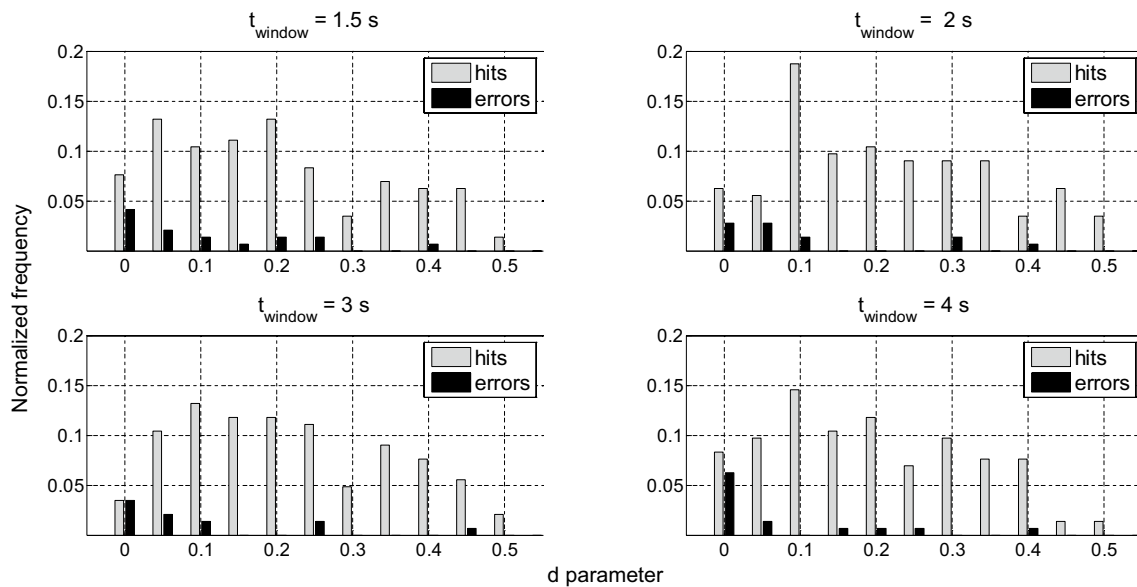 t_window = 1.5 s
0.2
0.15
0.1
0.05
hits
errors
0 0.1 0.2 0.3 0.4 0.5
t_window = 2 s
0.2
0.15
0.1
0.05
hits
errors
0 0.1 0.2 0.3 0.4 0.5
Normalized frequency
t_window = 3 s
0.2
0.15
0.1
0.05
hits
errors
0 0.1 0.2 0.3 0.4 0.5
t_window = 4 s
0.2
0.15
0.1
0.05
hits
errors
0 0.1 0.2 0.3 0.4 0.5
d parameter